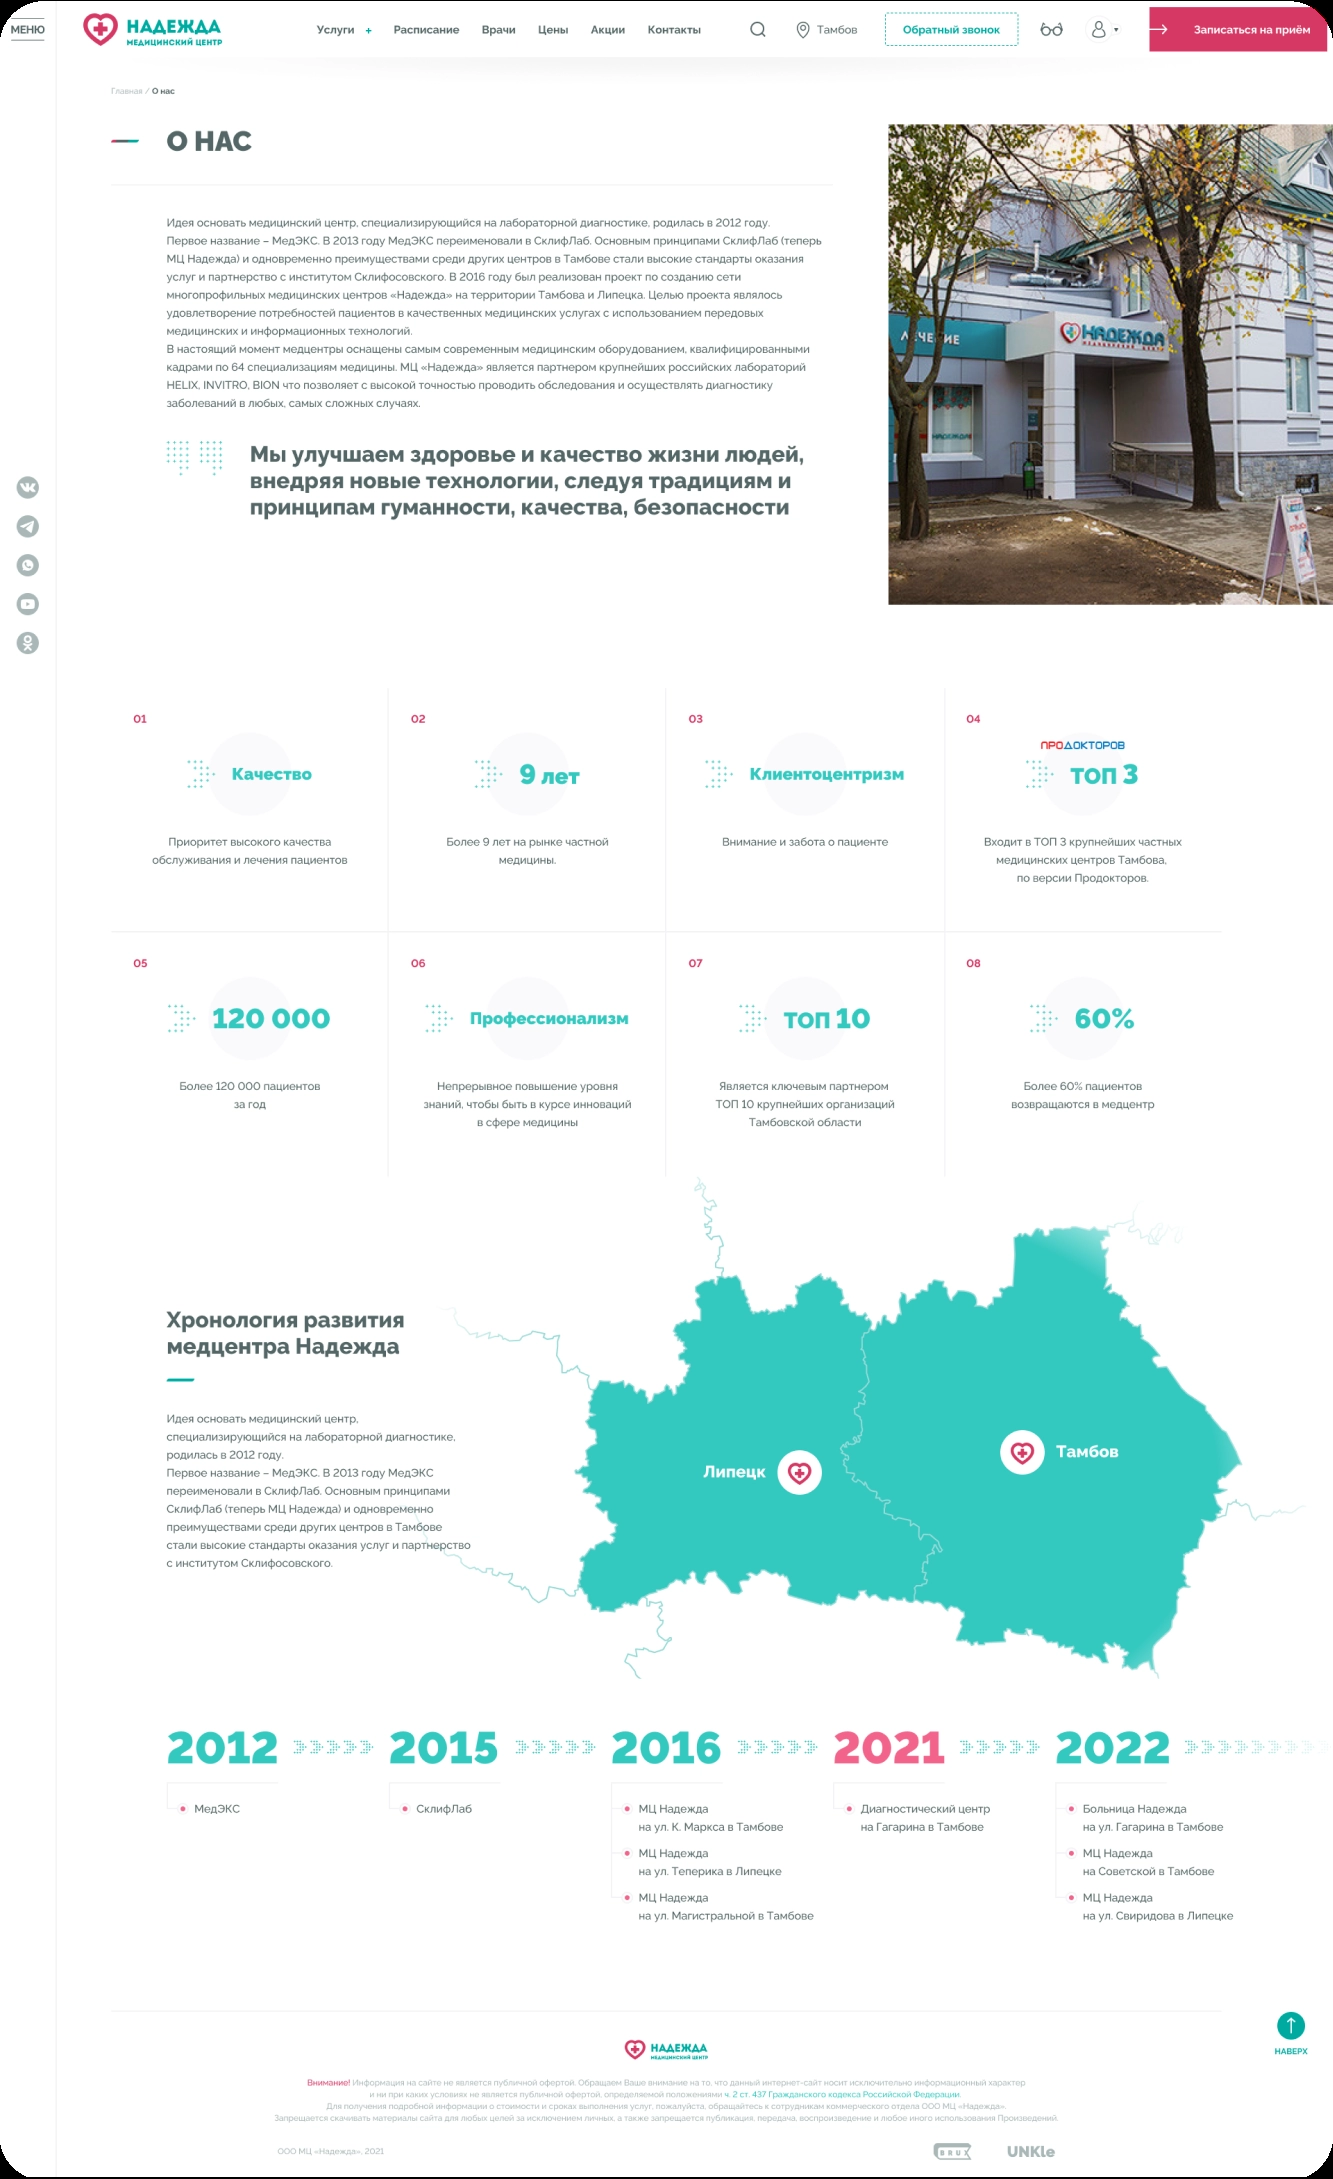 МЕНЮ
НАДЕЖДА
МЕДИЦИНСКИЙ ЦЕНТР
Услуги +
Расписание
Врачи
Цены
Акции
Контакты
Тамбов
Обратный звонок
Записаться на приём
Главная / О нас
О НАС
Идея основать медицинский центр, специализирующийся на лабораторной диагностике, родилась в 2012 году.
Первое название – МедЭКС. В 2013 году МедЭКС переименовали в СклифЛаб. Основным принципами СклифЛаб (теперь
МЦ Надежда) и одновременно преимуществами среди других центров в Тамбове стали высокие стандарты оказания
услуг и партнерство с институтом Склифосовского. В 2016 году был реализован проект по созданию сети
многопрофильных медицинских центров «Надежда» на территории Тамбова и Липецка. Целью проекта являлось
удовлетворение потребностей пациентов в качественных медицинских услугах с использованием передовых
медицинских и информационных технологий.
В настоящий момент медцентры оснащены самым современным медицинским оборудованием, квалифицированными
кадрами по 64 специализациям медицины. МЦ «Надежда» является партнером крупнейших российских лабораторий
HELIX, INVITRO, BION что позволяет с высокой точностью проводить обследования и осуществлять диагностику
заболеваний в любых, самых сложных случаях.
Мы улучшаем здоровье и качество жизни людей,
внедряя новые технологии, следуя традициям и
принципам гуманности, качества, безопасности
ЛЕЧЕНИЕ
НАДЕЖДА
МЕДИЦИНСКИЙ ЦЕНТР
НАДЕЖДА
01
Качество
Приоритет высокого качества
обслуживания и лечения пациентов
02
9 лет
Более 9 лет на рынке частной
медицины.
03
Клиентоцентризм
Внимание и забота о пациенте
04
ПРОДОКТОРОВ
ТОП 3
Входит в ТОП 3 крупнейших частных
медицинских центров Тамбова,
по версии Продокторов.
05
120 000
Более 120 000 пациентов
за год
06
Профессионализм
Непрерывное повышение уровня
знаний, чтобы быть в курсе инноваций
в сфере медицины
07
ТОП 10
Является ключевым партнером
ТОП 10 крупнейших организаций
Тамбовской области
08
60%
Более 60% пациентов
возвращаются в медцентр
Хронология развития
медцентра Надежда
Идея основать медицинский центр,
специализирующийся на лабораторной диагностике,
родилась в 2012 году.
Первое название – МедЭКС. В 2013 году МедЭКС
переименовали в СклифЛаб. Основным принципами
СклифЛаб (теперь МЦ Надежда) и одновременно
преимуществами среди других центров в Тамбове
стали высокие стандарты оказания услуг и партнерство
с институтом Склифосовского.
Липецк
Тамбов
2012
МедЭКС
2015
СклифЛаб
2016
МЦ Надежда
на ул. К. Маркса в Тамбове
МЦ Надежда
на ул. Теперика в Липецке
МЦ Надежда
на ул. Магистральной в Тамбове
2021
Диагностический центр
на Гагарина в Тамбове
2022
Больница Надежда
на ул. Гагарина в Тамбове
МЦ Надежда
на Советской в Тамбове
МЦ Надежда
на ул. Свиридова в Липецке
НАВЕРХ
НАДЕЖДА
МЕДИЦИНСКИЙ ЦЕНТР
Внимание! Информация на сайте не является публичной офертой. Обращаем Ваше внимание на то, что данный интернет-сайт носит исключительно информационный характер
и ни при каких условиях не является публичной офертой, определяемой положениями ч. 2 ст. 437 Гражданского кодекса Российской Федерации.
Для получения подробной информации о стоимости и сроках выполнения услуг, пожалуйста, обращайтесь к сотрудникам коммерческого отдела ООО МЦ «Надежда».
Запрещается скачивать материалы сайта для любых целей за исключением личных, а также запрещается публикация, передача, воспроизведение и любое иного использования Произведений.
ООО МЦ «Надежда», 2021
BRUX
UNKle